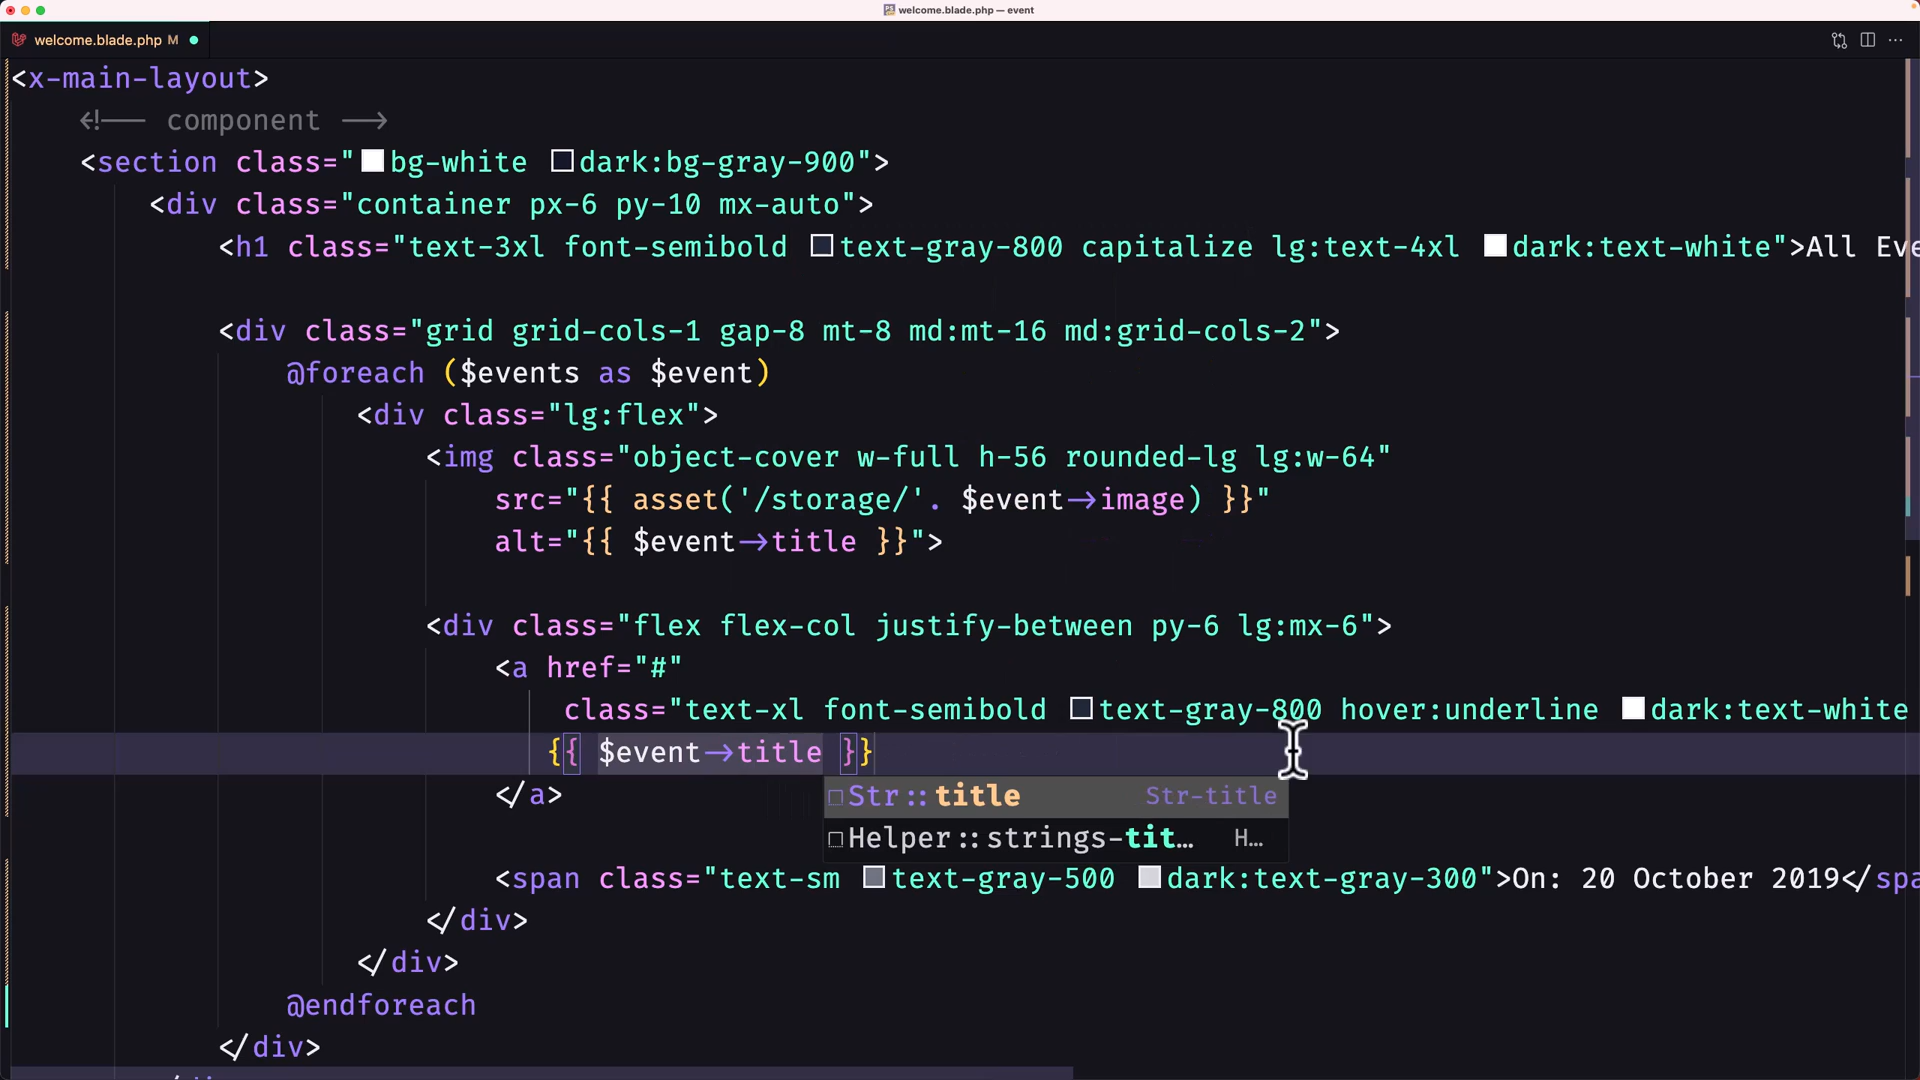 welcome.blade.php — event
welcome.blade.php M
<x-main-layout>
<!-- component -->
<section class="bg-white dark:bg-gray-900">
<div class="container px-6 py-10 mx-auto">
<h1 class="text-3xl font-semibold text-gray-800 capitalize lg:text-4xl dark:text-white">All Eve
<div class="grid grid-cols-1 gap-8 mt-8 md:mt-16 md:grid-cols-2">
@foreach ($events as $event)
<div class="lg:flex">
<img class="object-cover w-full h-56 rounded-lg lg:w-64"
src="{{ asset('/storage/'. $event->image) }}"
alt="{{ $event->title }}">
<div class="flex flex-col justify-between py-6 lg:mx-6">
<a href="#"
class="text-xl font-semibold text-gray-800 hover:underline dark:text-white
{{ $event->title }}
</a>
Str::title Str-title
Helper::strings-tit… H…
<span class="text-sm text-gray-500 dark:text-gray-300">On: 20 October 2019</spa
</div>
</div>
@endforeach
</div>